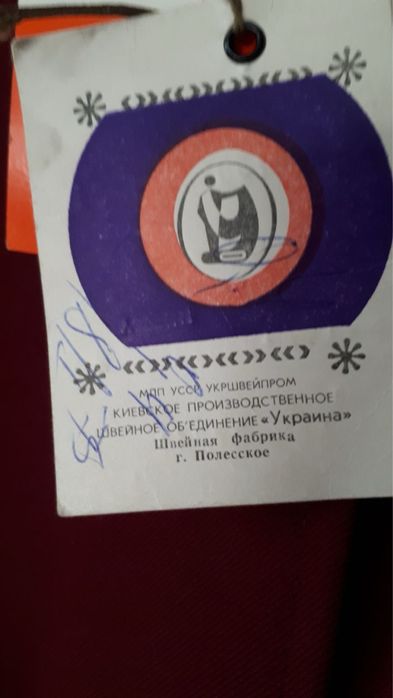 МЛП УССР УКРШВЕЙПРОМ
КИЕВСКОЕ ПРОИЗВОДСТВЕННОЕ
ШВЕЙНОЕ ОБ'ЕДИНЕНИЕ «Украина»
Швейная фабрика
г. Полесское